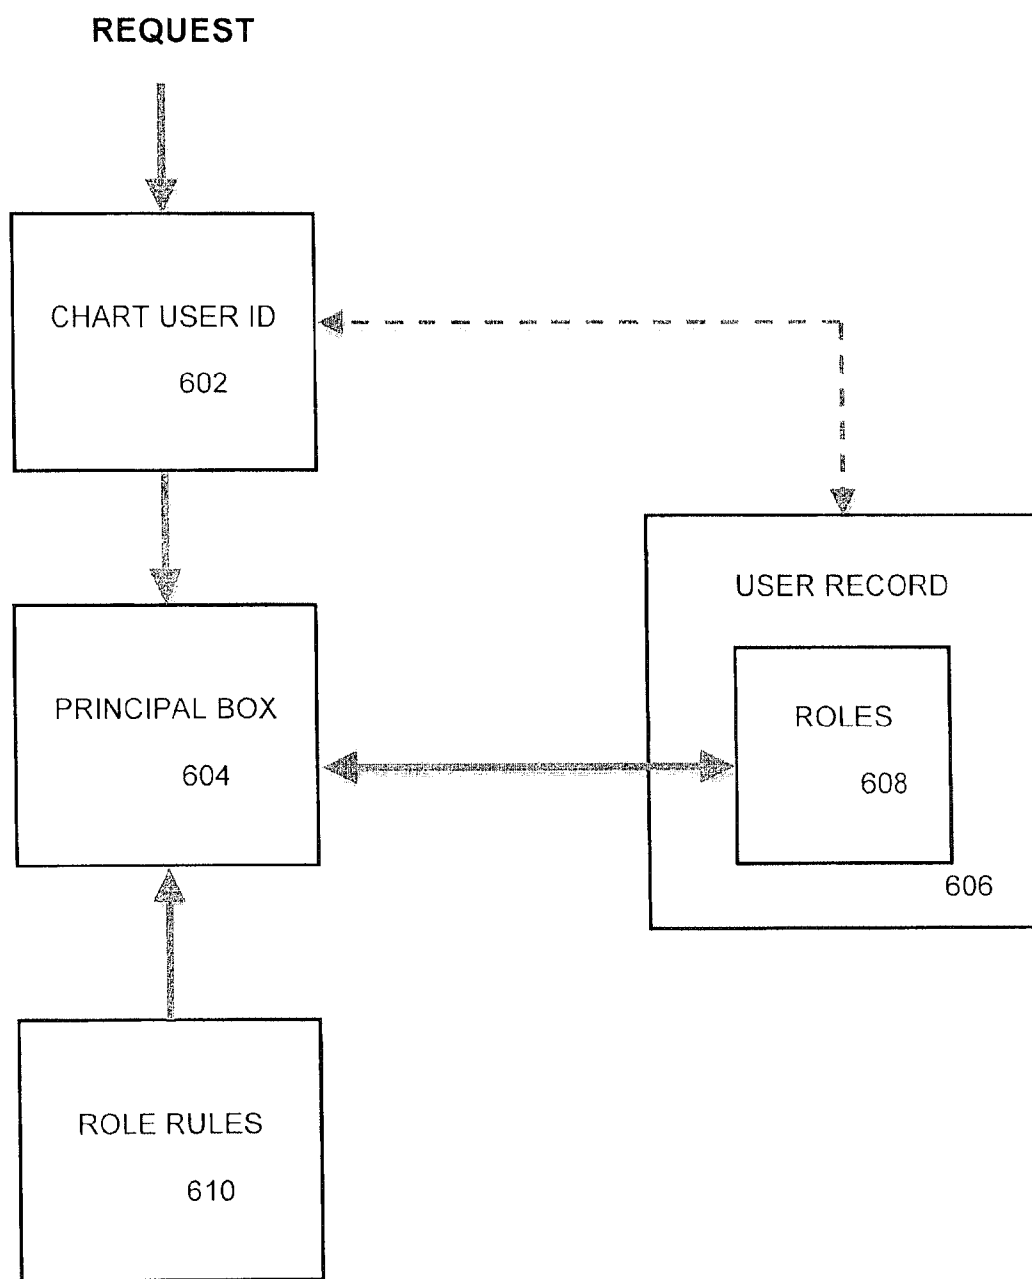 REQUEST
CHART USER ID
602
USER RECORD
PRINCIPAL BOX
604
ROLES
608
606
ROLE RULES
610